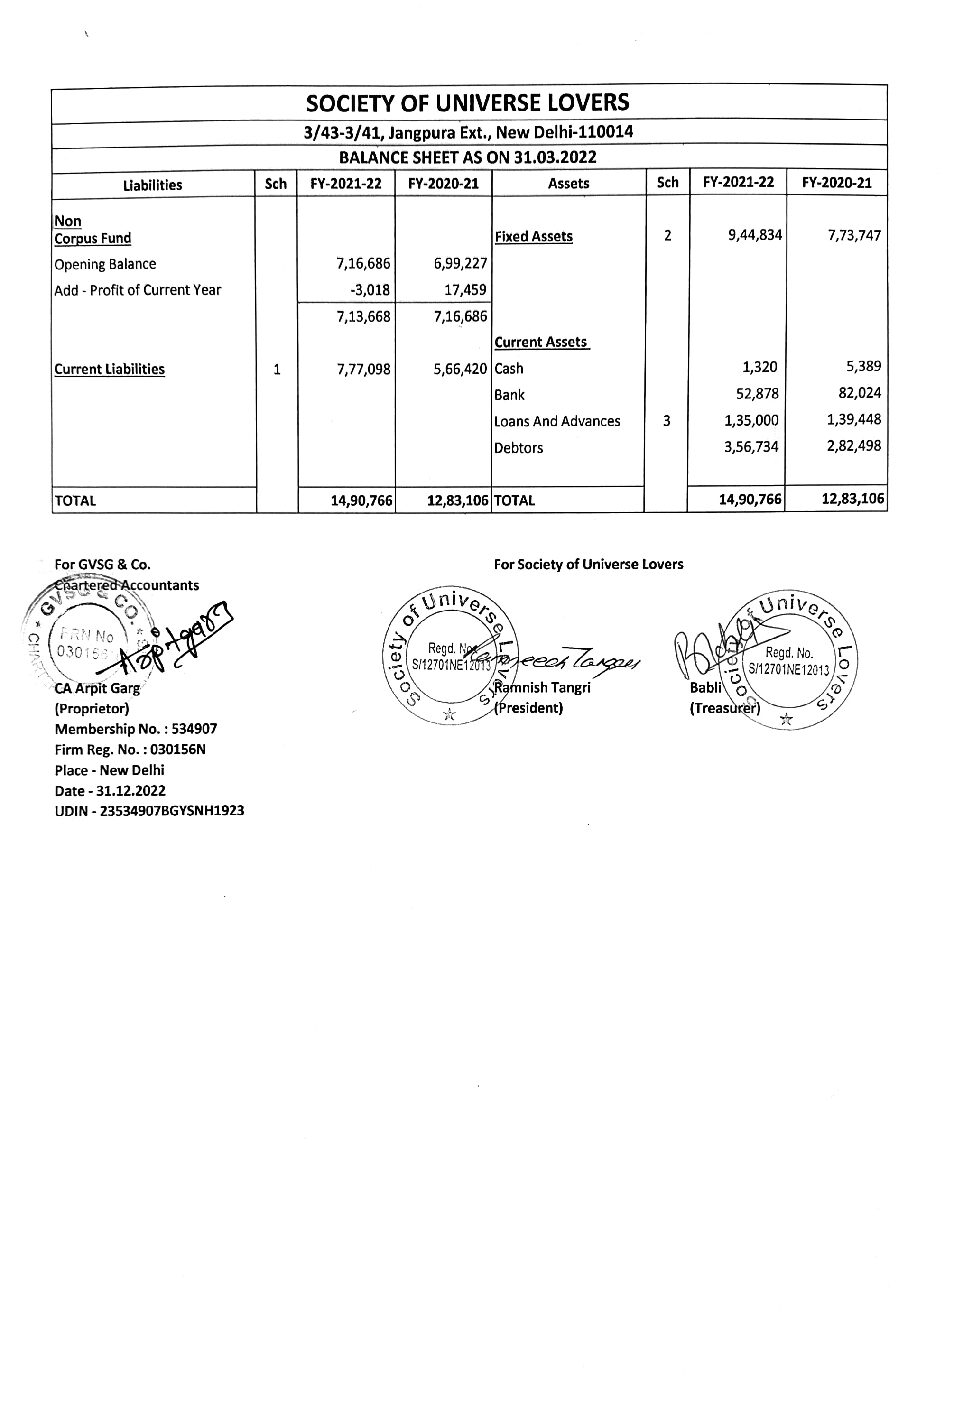 SOCIETY OF UNIVERSE LOVERS
3/43-3/41, Jangpura Ext., New Delhi-110014
BALANCE SHEET AS ON 31.03.2022
Liabilities Sch FY-2021-22 FY-2020-21 Assets Sch FY-2021-22 FY-2020-21
Non
Corpus Fund Fixed Assets 2 9,44,834 7,73,747
Opening Balance 7,16,686 6,99,227
Add - Profit of Current Year -3,018 17,459
7,13,668 7,16,686
Current Assets
Current Liabilities 1 7,77,098 5,66,420 Cash 1,320 5,389
Bank 52,878 82,024
Loans And Advances 3 1,35,000 1,39,448
Debtors 3,56,734 2,82,498
TOTAL 14,90,766 12,83,106 TOTAL 14,90,766 12,83,106
For GVSG & Co. For Society of Universe Lovers
Chartered Accountants
GVSG & CO.
FRN No
Society of Universe Lovers
Regd. No.
S/12701NE12013
Society of Universe Lovers
Regd. No.
S/12701NE12013
CA Arpit Garg Ramnish Tangri Babli
(Proprietor) (President) (Treasurer)
Membership No. : 534907
Firm Reg. No. : 030156N
Place - New Delhi
Date - 31.12.2022
UDIN - 23534907BGYSNH1923